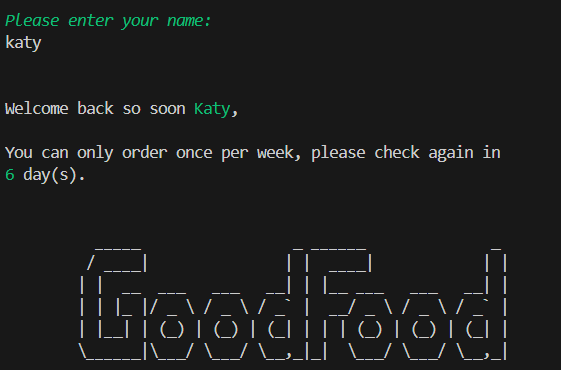 Please enter your name:
katy
Welcome back so soon Katy,
You can only order once per week, please check again in
6 day(s).
GoodFood